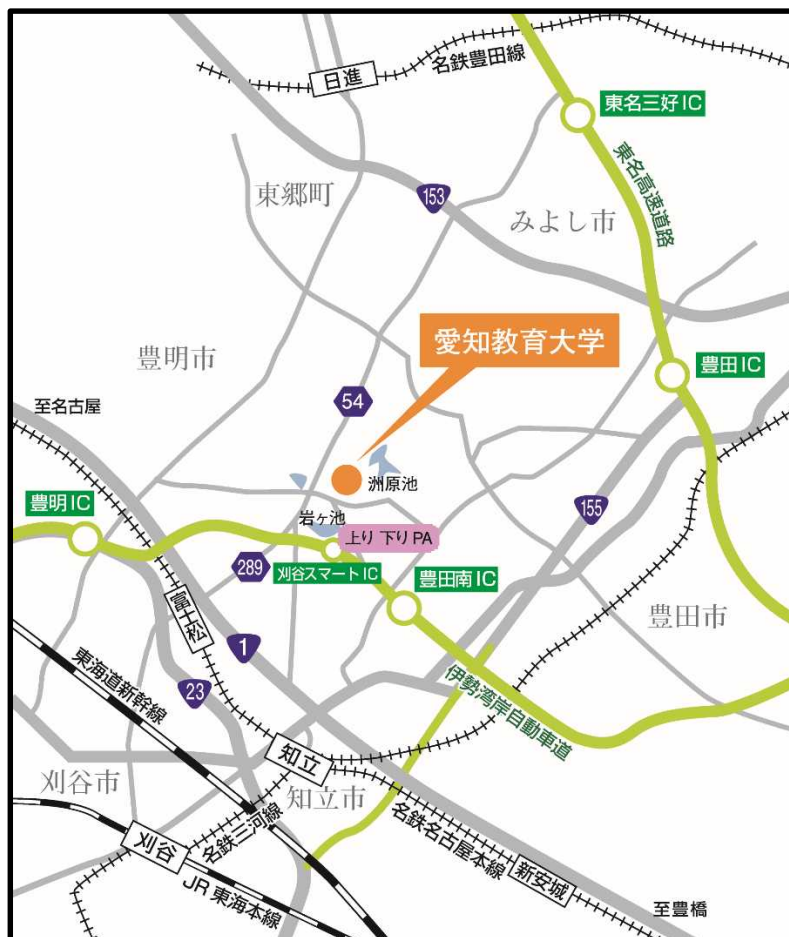 日進
名鉄豊田線
東名三好IC
東名高速道路
東郷町
153
みよし市
愛知教育大学
豊明市
豊田IC
54
至名古屋
洲原池
155
豊明IC
岩ヶ池
上り 下りPA
289
刈谷スマートIC
豊田南IC
富士松
豊田市
1
伊勢湾岸自動車道
23
東海道新幹線
知立
刈谷市
知立市
名鉄三河線
名鉄名古屋本線
刈谷
JR東海本線
新安城
至豊橋